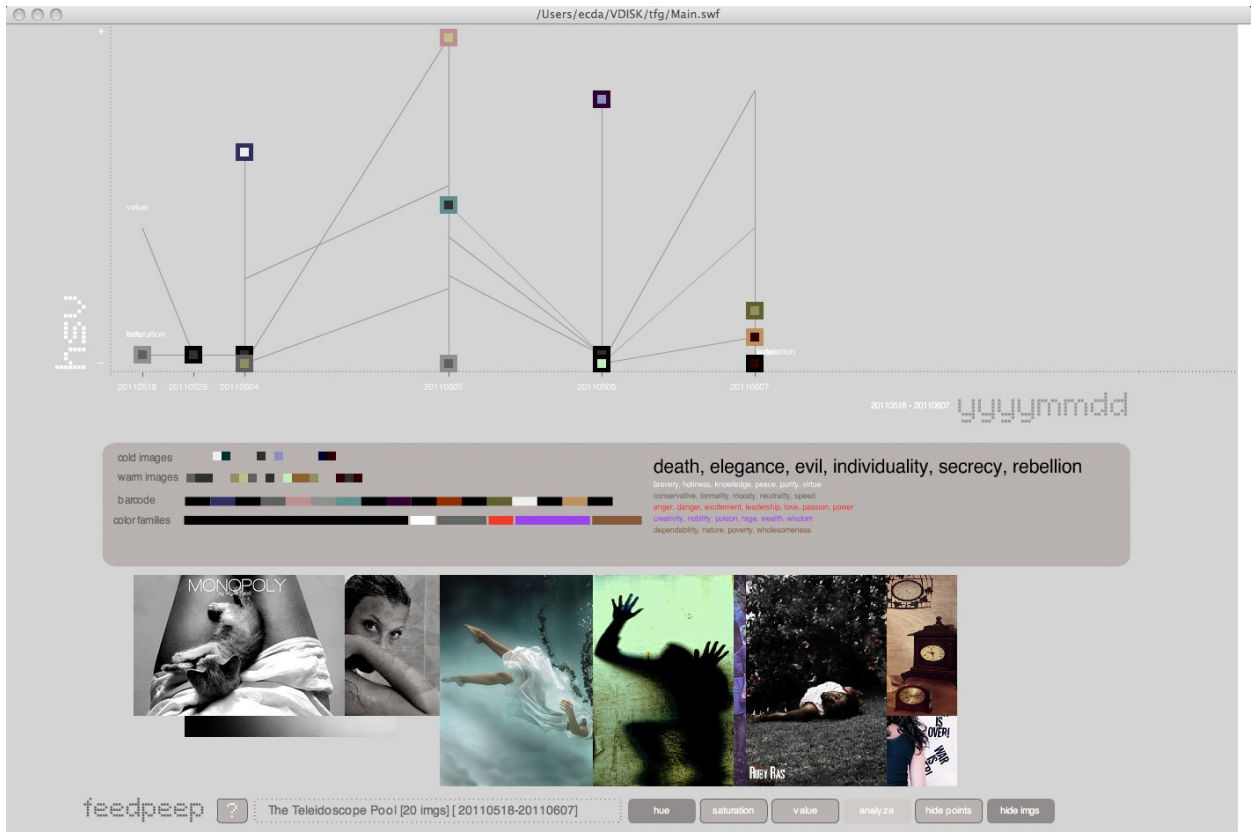 /Users/ecda/VDISK/tfg/Main.swf
+
value
hsv
saturation
–
20110518 20110529 20110604 20110605 20110606 20110607
20110518 - 20110607 yyyymmdd
cold images
warm images
barcode
color families
death, elegance, evil, individuality, secrecy, rebellion
bravery, holiness, knowledge, peace, purity, virtue
conservative, formality, moody, neutrality, speed
anger, danger, excitement, leadership, love, passion, power
creativity, nobility, poison, rage, wealth, wisdom
dependability, nature, poverty, wholesomeness
MONOPOLY
IS
OVER!
WAR
RUBY RAS
feedpeep ? The Teleidoscope Pool [20 imgs] [ 20110518-20110607] hue saturation value analyze hide points hide imgs